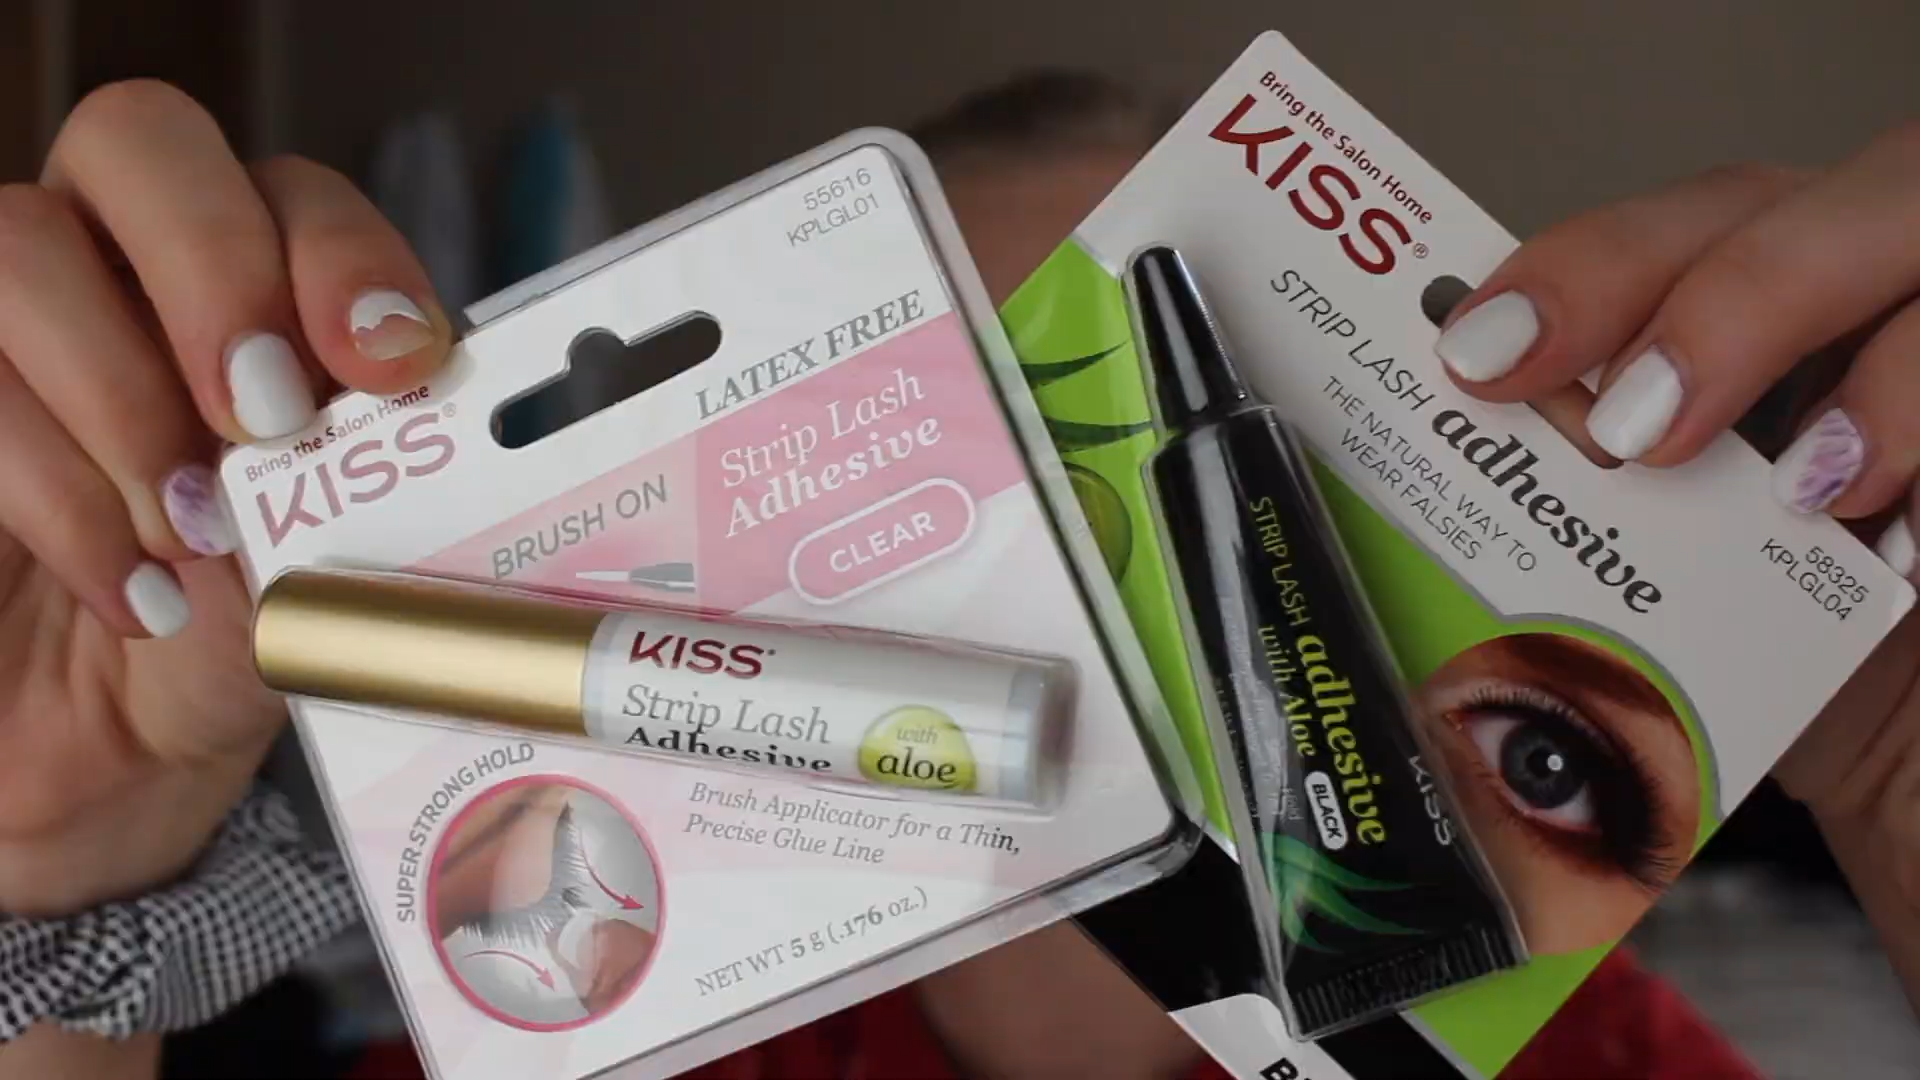 Bring the Salon Home
KISS®
55616
KPLGL01
LATEX FREE
BRUSH ON
Strip Lash
Adhesive
CLEAR
KISS
Strip Lash
Adhesive
with
aloe
SUPER STRONG HOLD
Brush Applicator for a Thin,
Precise Glue Line
NET WT 5 g (.176 oz.)
Bring the Salon Home
KISS®
STRIP LASH adhesive
THE NATURAL WAY TO
WEAR FALSIES
58325
KPLGL04
STRIP LASH adhesive
with Aloe
BLACK
KISS